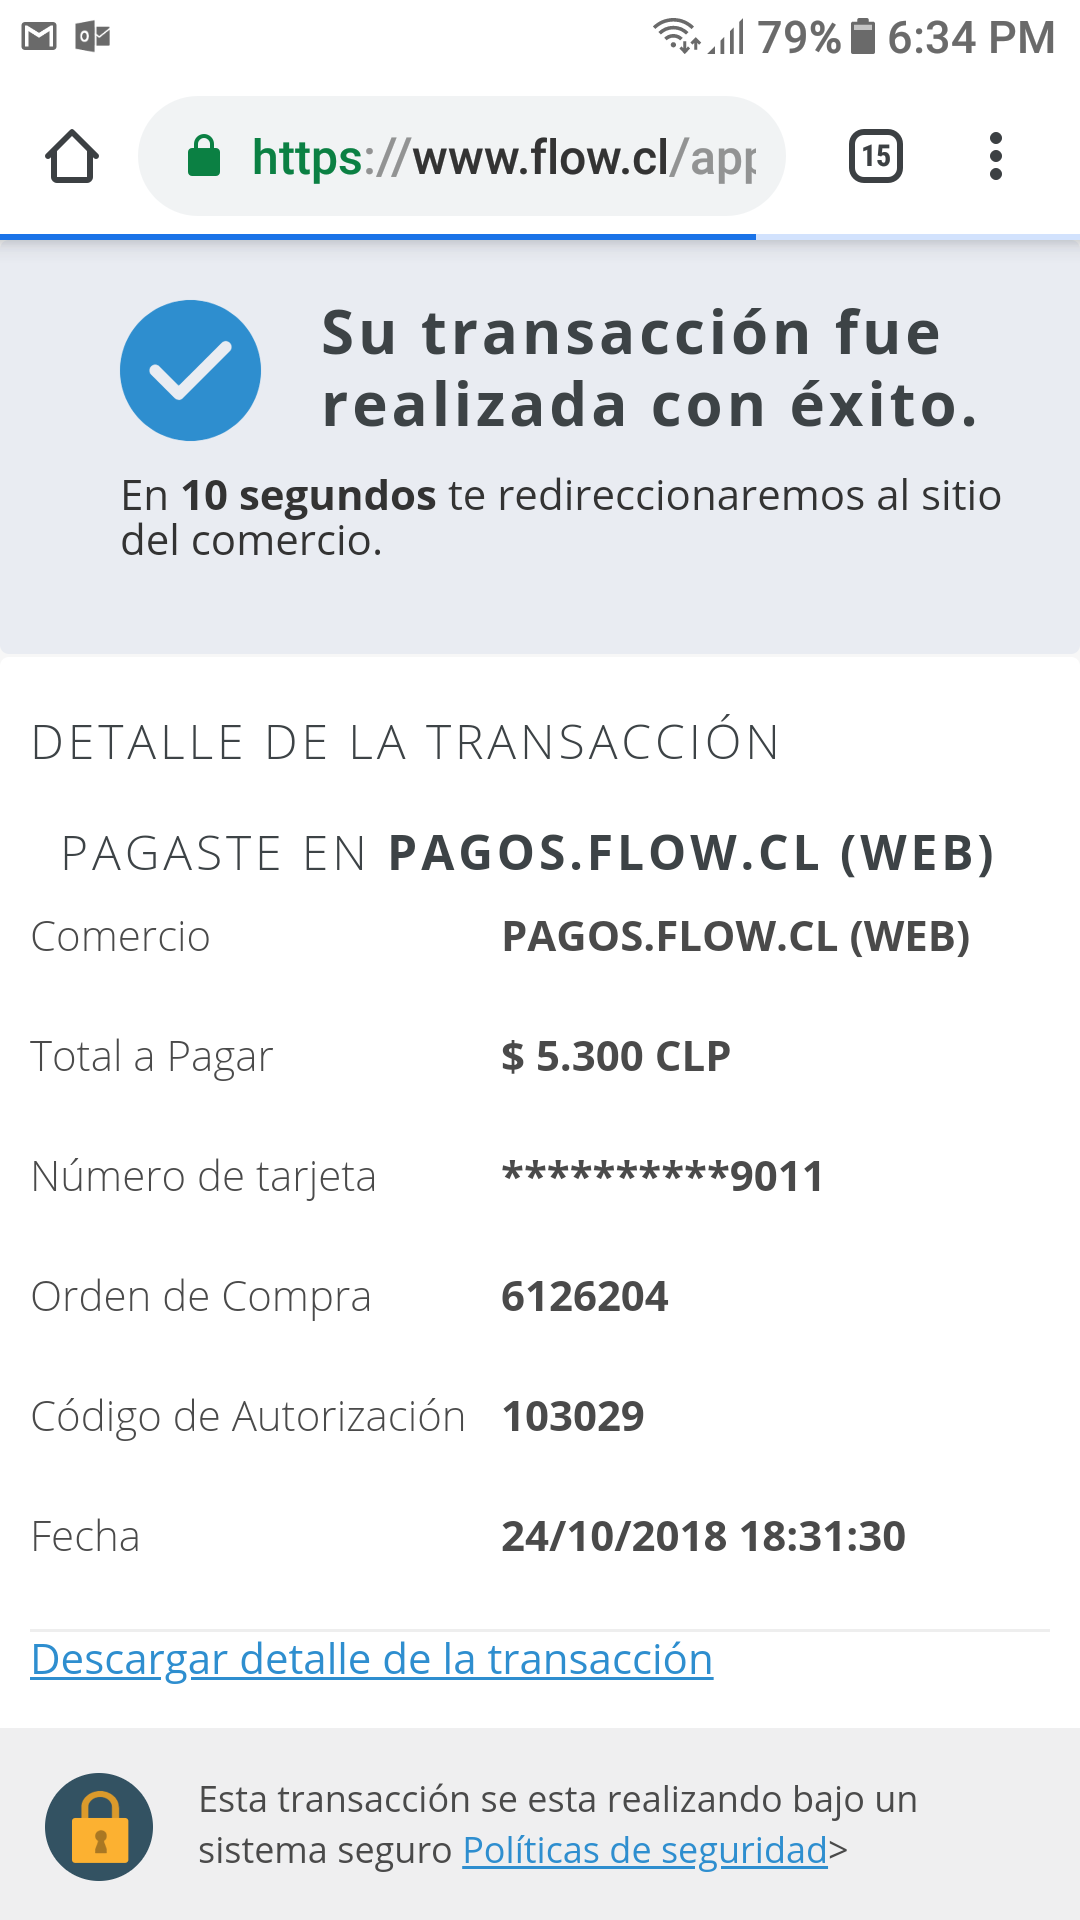 79% 6:34 PM
https://www.flow.cl/app
15
Su transacción fue
realizada con éxito.
En 10 segundos te redireccionaremos al sitio
del comercio.
DETALLE DE LA TRANSACCIÓN
PAGASTE EN PAGOS.FLOW.CL (WEB)
Comercio PAGOS.FLOW.CL (WEB)
Total a Pagar $ 5.300 CLP
Número de tarjeta **********9011
Orden de Compra 6126204
Código de Autorización 103029
Fecha 24/10/2018 18:31:30
Descargar detalle de la transacción
Esta transacción se esta realizando bajo un
sistema seguro Políticas de seguridad>